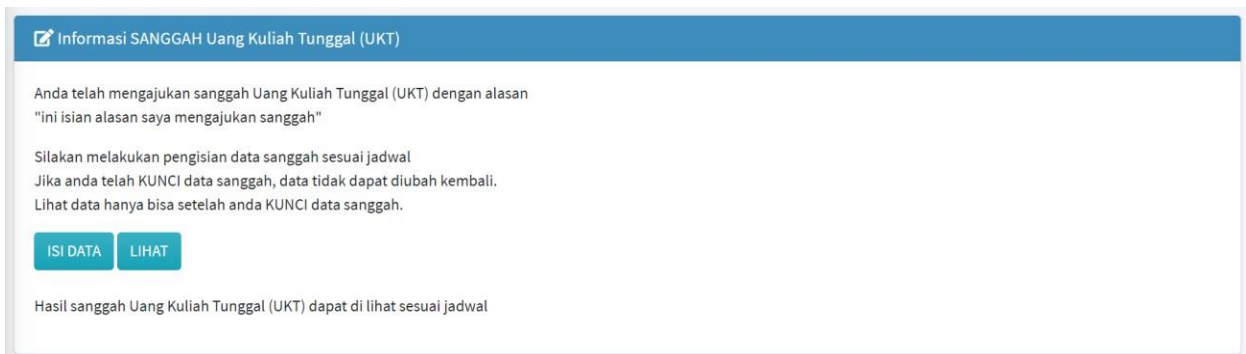 Informasi SANGGAH Uang Kuliah Tunggal (UKT)
Anda telah mengajukan sanggah Uang Kuliah Tunggal (UKT) dengan alasan
"ini isian alasan saya mengajukan sanggah"
Silakan melakukan pengisian data sanggah sesuai jadwal
Jika anda telah KUNCI data sanggah, data tidak dapat diubah kembali.
Lihat data hanya bisa setelah anda KUNCI data sanggah.
ISI DATA LIHAT
Hasil sanggah Uang Kuliah Tunggal (UKT) dapat di lihat sesuai jadwal